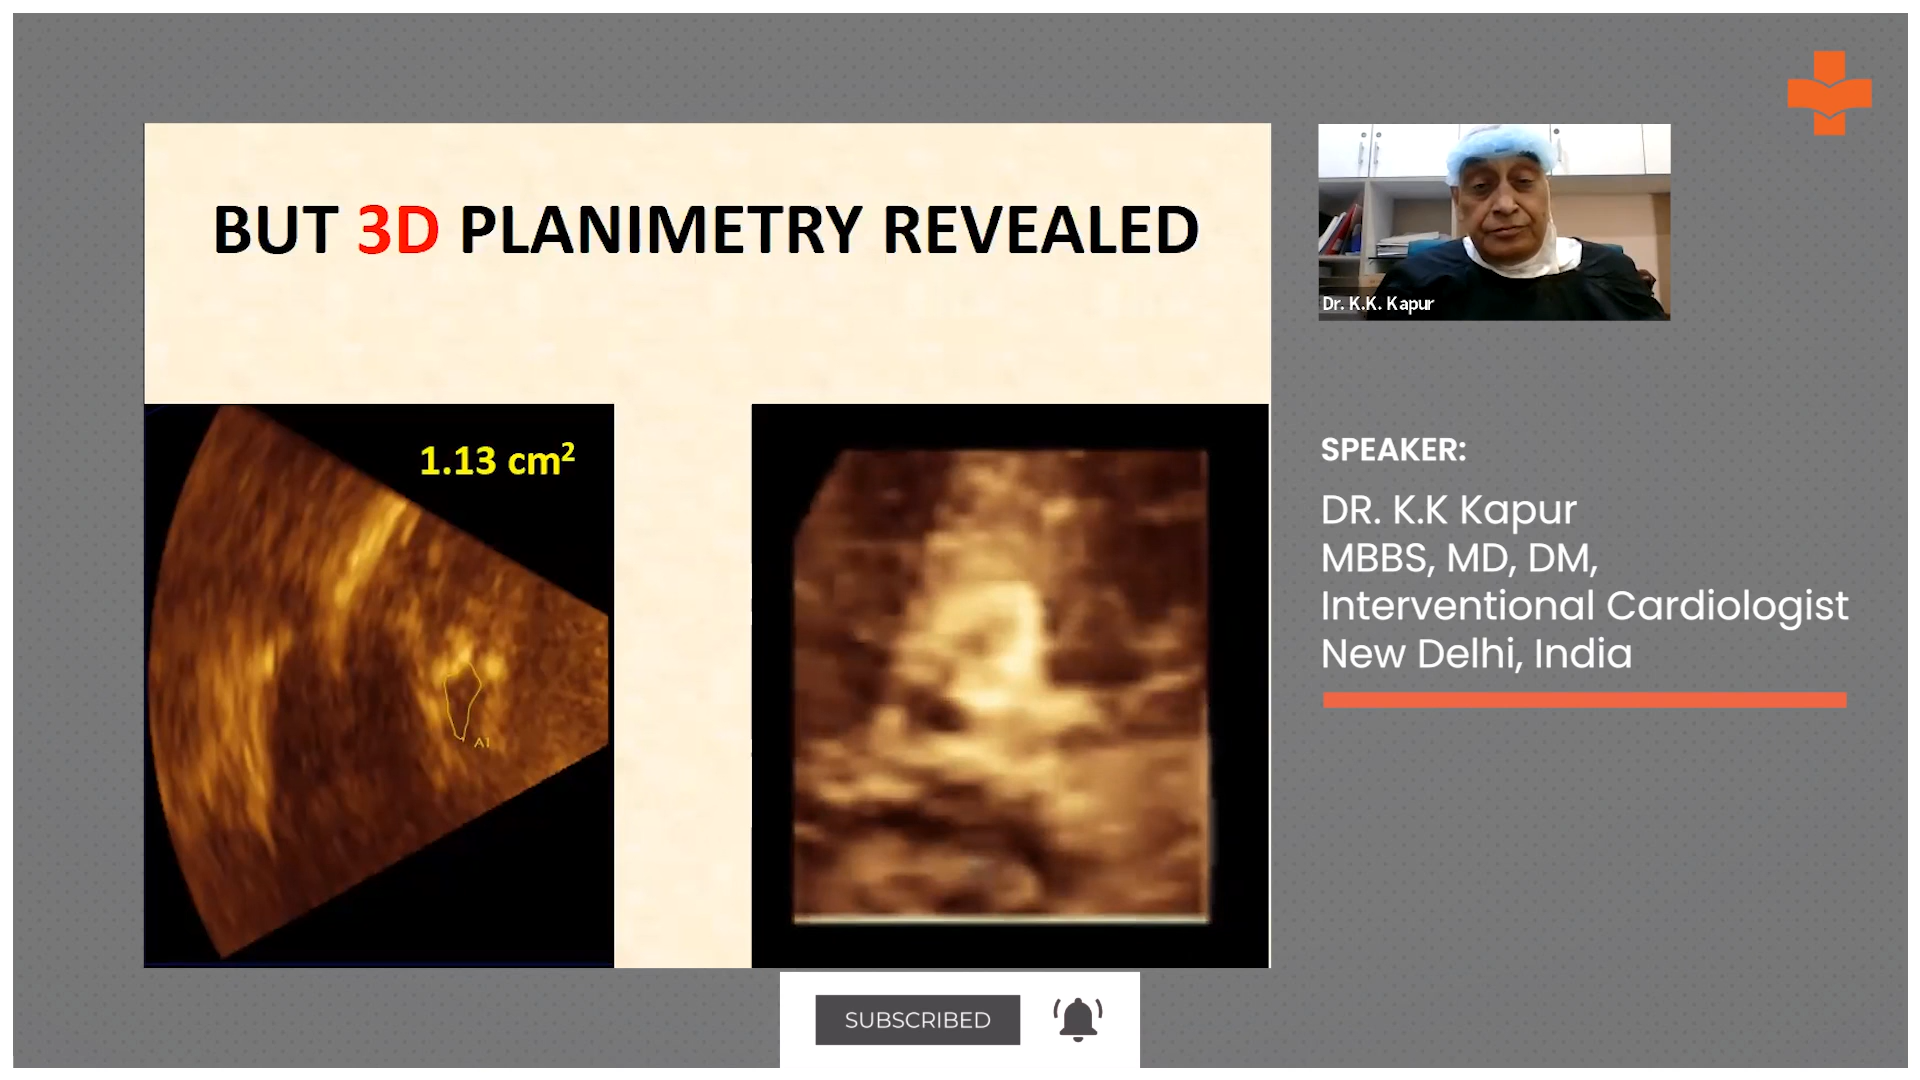 BUT 3D PLANIMETRY REVEALED
1.13 cm²
A1
Dr. K.K. Kapur
SPEAKER:
DR. K.K Kapur
MBBS, MD, DM,
Interventional Cardiologist
New Delhi, India
SUBSCRIBED